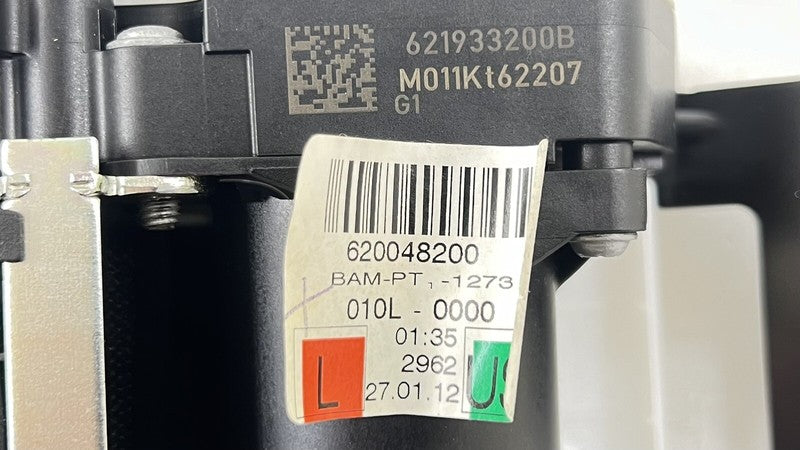 621933200B
M011Kt62207
G1
620048200
BAM-PT, -1273
010L - 0000
01:35
2962
27.01.12
L
US